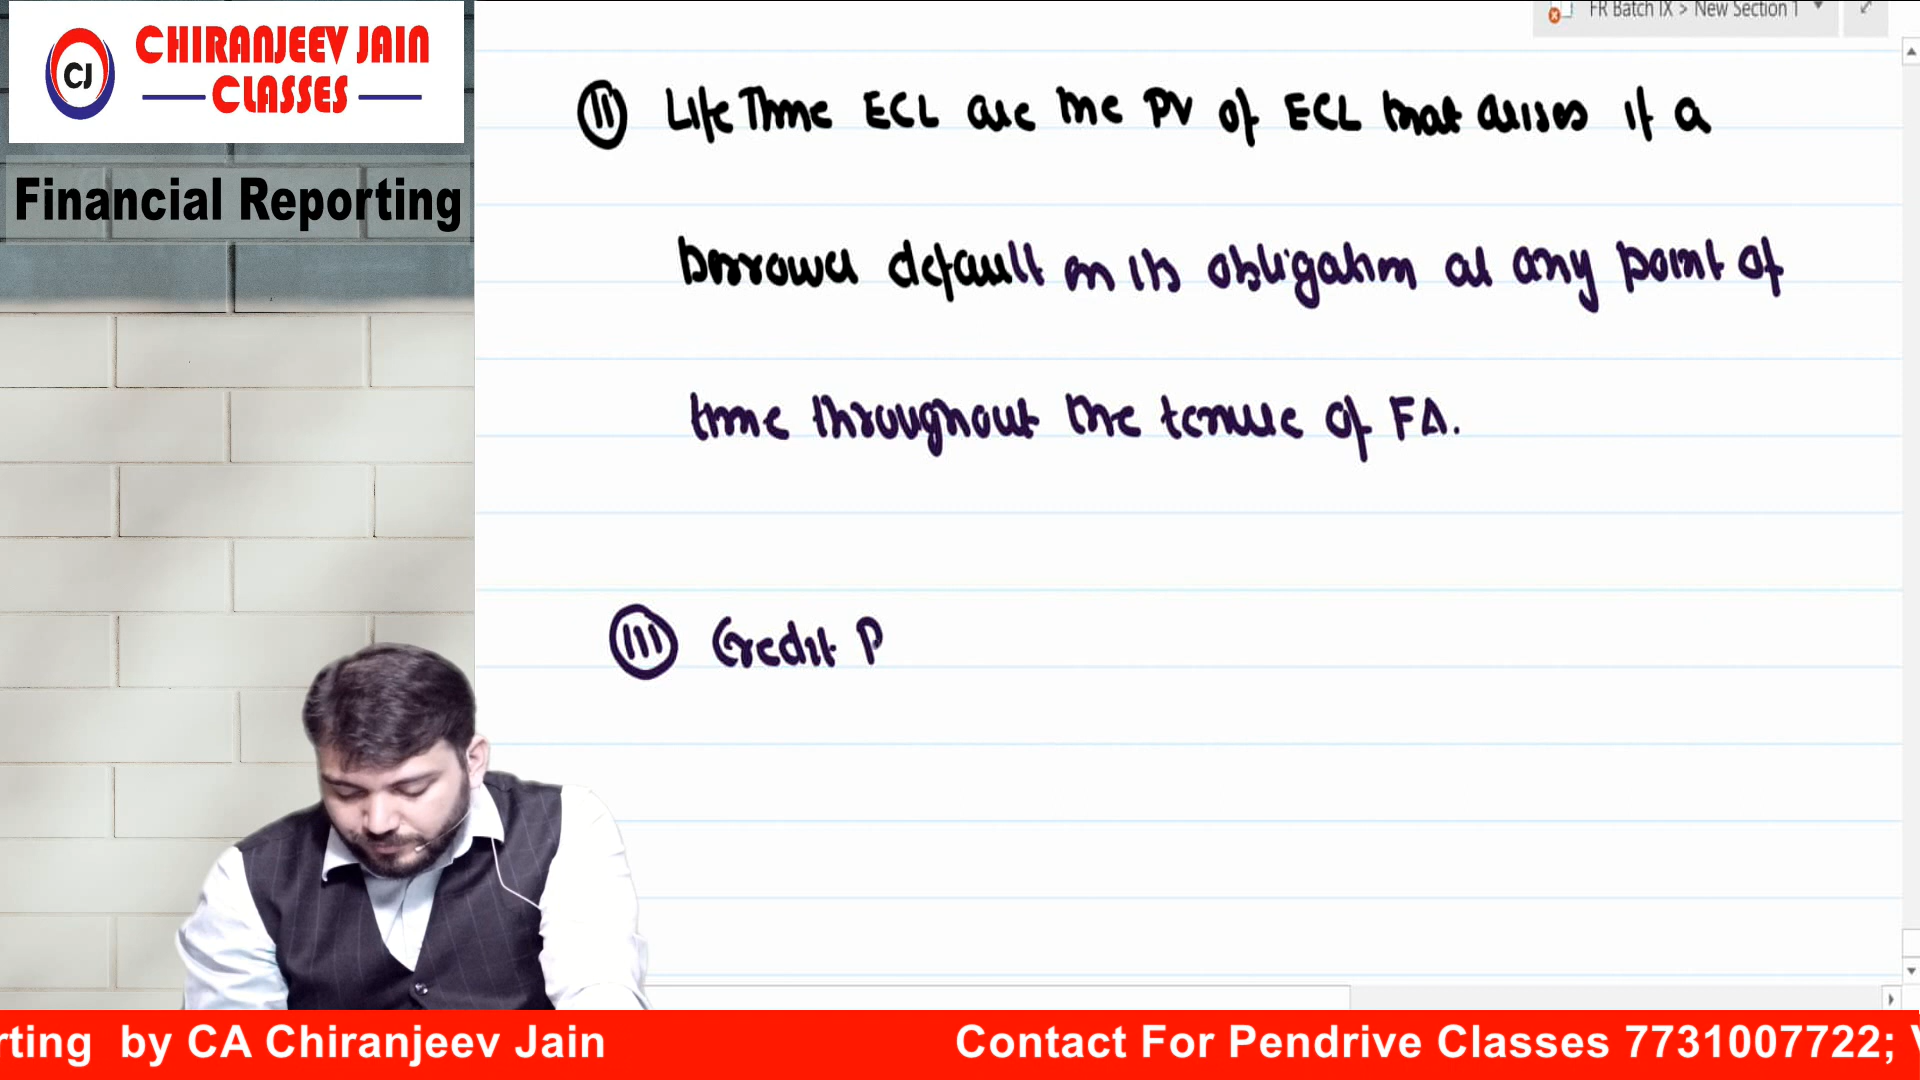 CHIRANJEEV JAIN
CJ
CLASSES
Financial Reporting
FR Batch IX > New Section 1
(ii) Life Time ECL are the PV of ECL that arises if a
borrower default on its obligation at any point of
time throughout the tenure of FA.
(iii) Credit P
rting by CA Chiranjeev Jain
Contact For Pendrive Classes 7731007722;